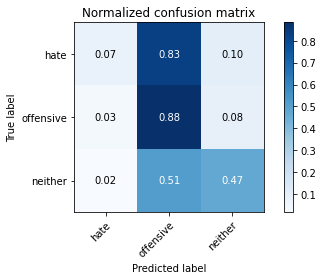 Normalized confusion matrix
True label
hate
0.07 0.83 0.10
offensive
0.03 0.88 0.08
neither
0.02 0.51 0.47
hate
offensive
neither
Predicted label
0.8
0.7
0.6
0.5
0.4
0.3
0.2
0.1